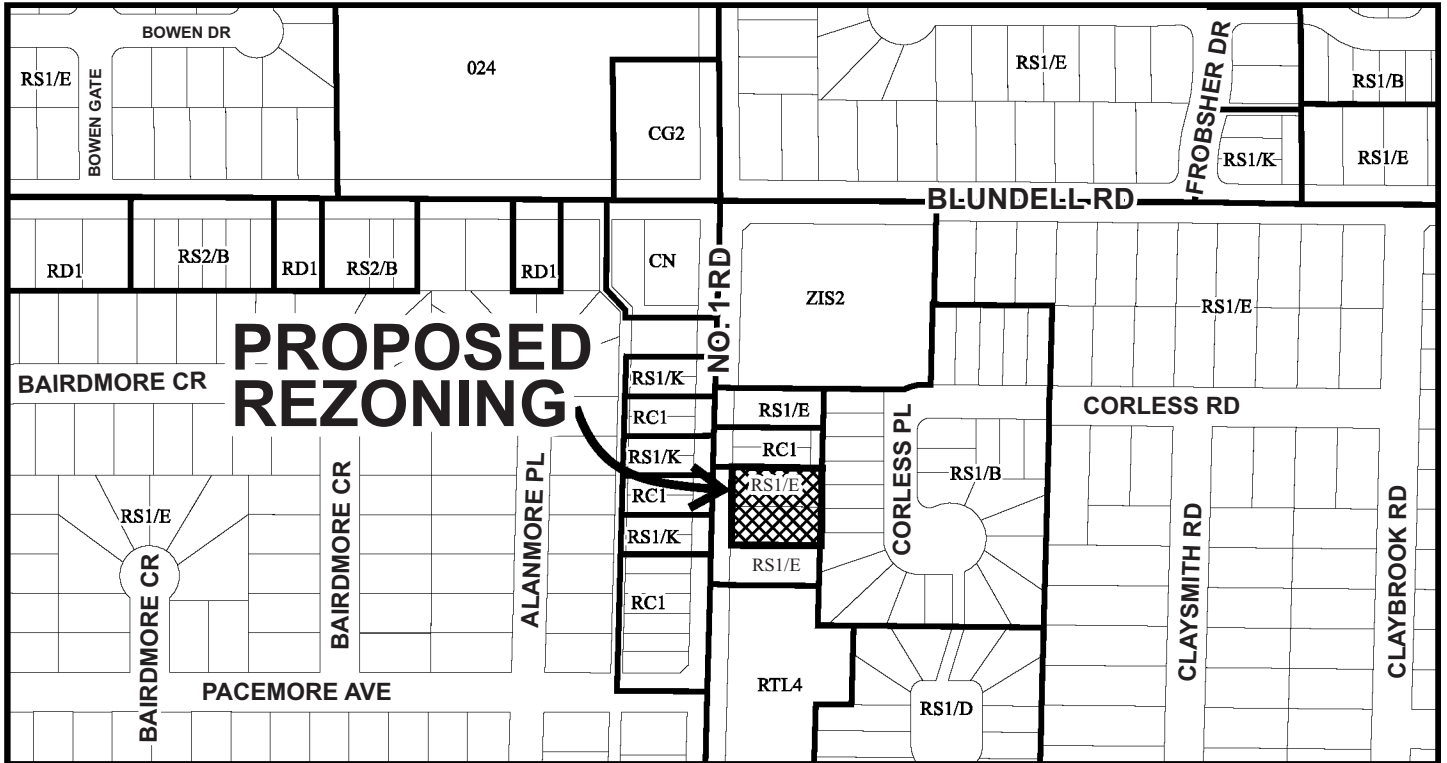 BOWEN DR
024
RS1/E
FROBSHER DR
RS1/E
BOWEN GATE
RS1/B
CG2
RS1/K
RS1/E
BLUNDELL RD
RD1
RS2/B
RD1
RS2/B
RD1
CN
NO. 1 RD
ZIS2
RS1/E
PROPOSED
REZONING
BAIRDMORE CR
RS1/K
RS1/E
CORLESS RD
RC1
RC1
CORLESS PL
RS1/K
RS1/E
RS1/B
RC1
RS1/E
BAIRDMORE CR
ALANMORE PL
RS1/K
RS1/E
CLAYSMITH RD
CLAYBROOK RD
BAIRDMORE CR
RC1
PACEMORE AVE
RTL4
RS1/D